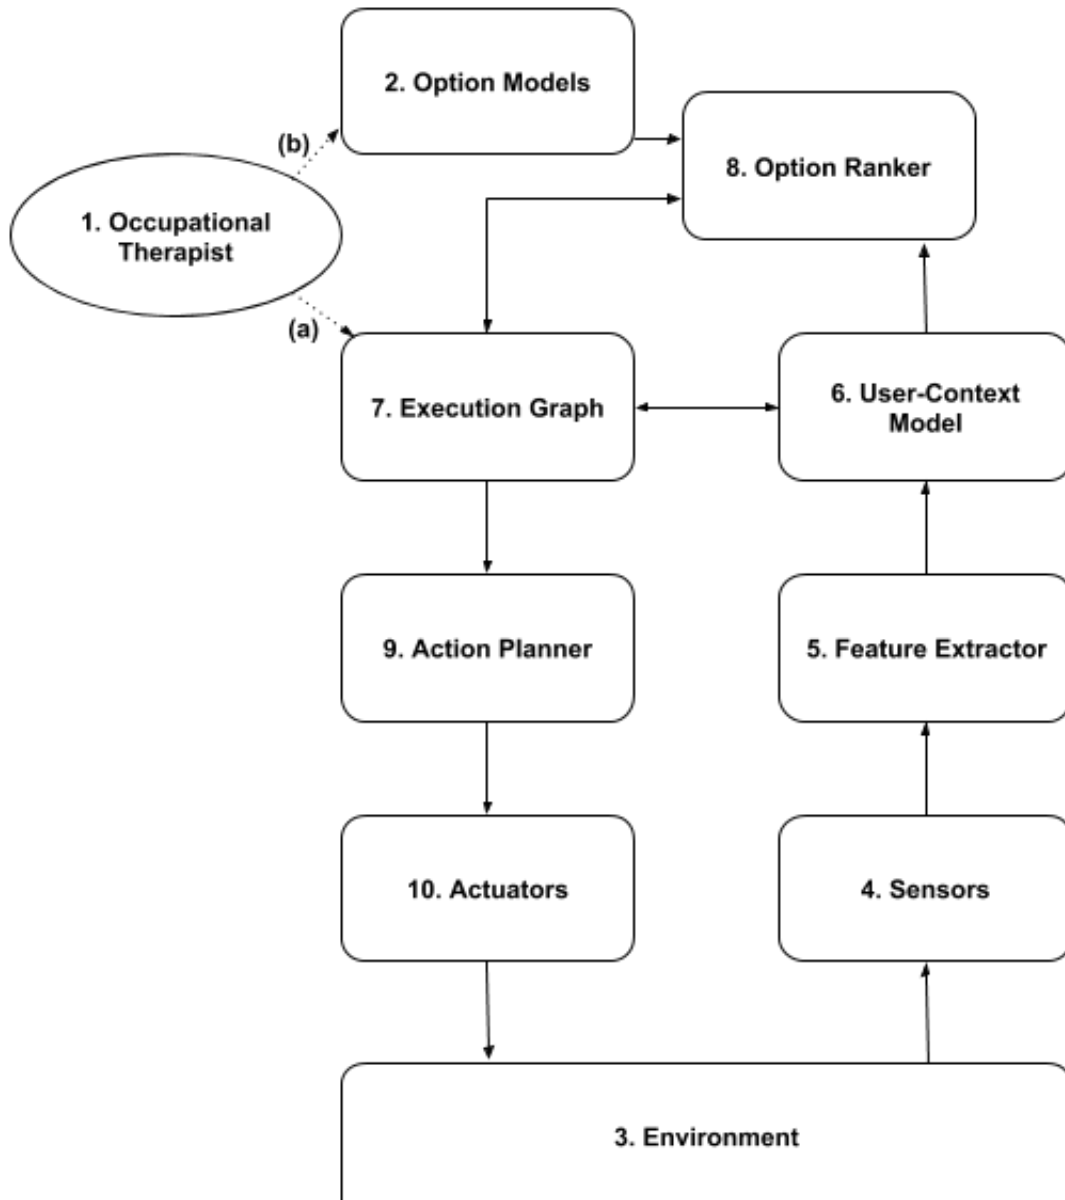 2. Option Models
8. Option Ranker
(b)
1. Occupational
Therapist
(a)
7. Execution Graph
6. User-Context
Model
9. Action Planner
5. Feature Extractor
10. Actuators
4. Sensors
3. Environment